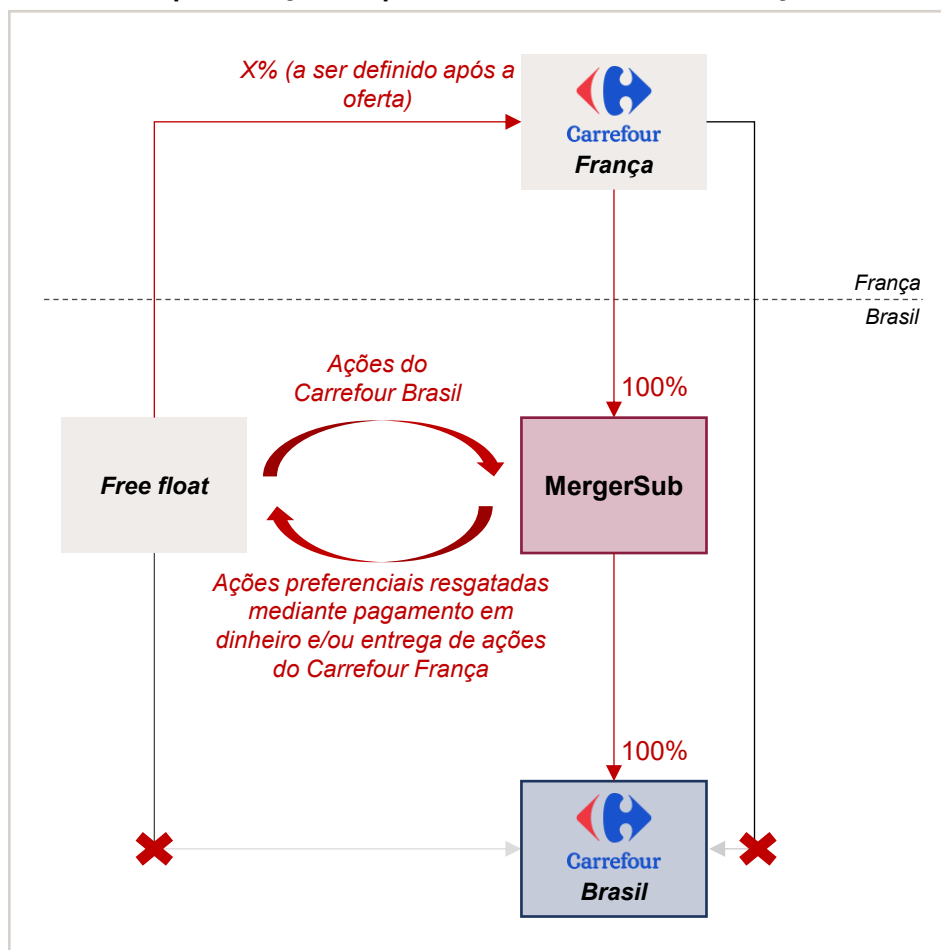 X% (a ser definido após a
oferta)
Carrefour
França
França
Brasil
Ações do
Carrefour Brasil
100%
Free float
MergerSub
Ações preferenciais resgatadas
mediante pagamento em
dinheiro e/ou entrega de ações
do Carrefour França
100%
Carrefour
Brasil